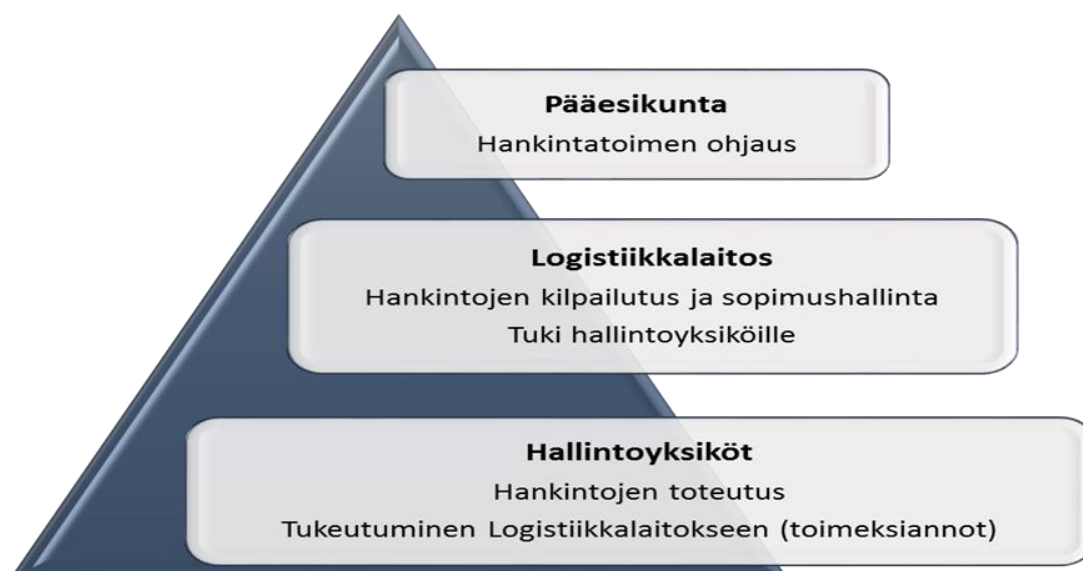 Pääesikunta
Hankintatoimen ohjaus
Logistiikkalaitos
Hankintojen kilpailutus ja sopimushallinta
Tuki hallintoyksiköille
Hallintoyksiköt
Hankintojen toteutus
Tukeutuminen Logistiikkalaitokseen (toimeksiannot)